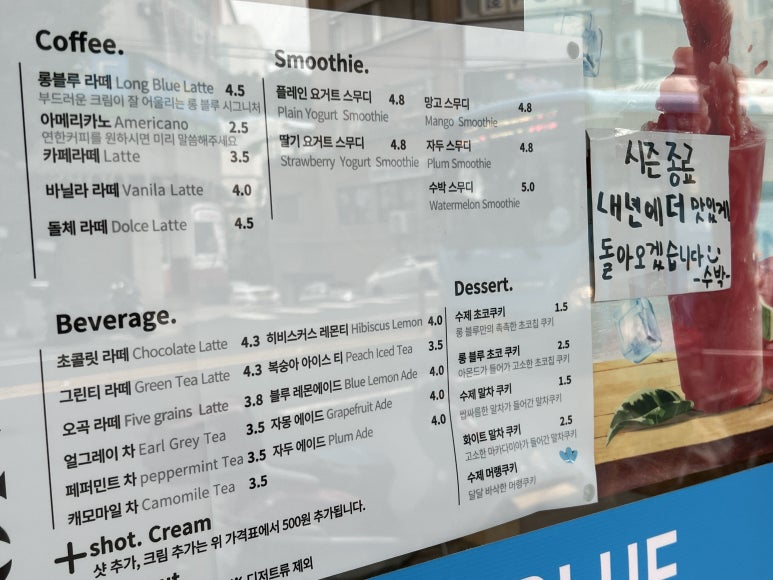 Coffee.
롱블루 라떼 Long Blue Latte 4.5
부드러운 크림이 잘 어울리는 롱 블루 시그니처
아메리카노 Americano 2.5
연한커피를 원하시면 미리 말씀해주세요
카페라떼 Latte 3.5
바닐라 라떼 Vanila Latte 4.0
돌체 라떼 Dolce Latte 4.5
Smoothie.
플레인 요거트 스무디 4.8
Plain Yogurt Smoothie
딸기 요거트 스무디 4.8
Strawberry Yogurt Smoothie
망고 스무디 4.8
Mango Smoothie
자두 스무디 4.8
Plum Smoothie
수박 스무디 5.0
Watermelon Smoothie
시즌 종료
내년에 더 맛있게
돌아오겠습니다
-수박-
Beverage.
초콜릿 라떼 Chocolate Latte 4.3
그린티 라떼 Green Tea Latte 4.3
오곡 라떼 Five grains Latte 3.8
얼그레이 차 Earl Grey Tea 3.5
페퍼민트 차 peppermint Tea 3.5
캐모마일 차 Camomile Tea 3.5
히비스커스 레몬티 Hibiscus Lemon 4.0
복숭아 아이스 티 Peach Iced Tea 3.5
블루 레몬에이드 Blue Lemon Ade 4.0
자몽 에이드 Grapefruit Ade 4.0
자두 에이드 Plum Ade 4.0
Dessert.
수제 초코쿠키 1.5
롱 블루만의 촉촉한 초코칩 쿠키
롱 블루 초코 쿠키 2.5
아몬드가 들어가 고소한 초코칩 쿠키
수제 말차 쿠키 1.5
쌉싸름한 말차가 들어간 말차쿠키
화이트 말차 쿠키 2.5
고소한 마카다미아가 들어간 말차쿠키
수제 머랭쿠키
달달 바삭한 머랭쿠키
+shot. Cream
샷 추가, 크림 추가는 위 가격표에서 500원 추가됩니다.
디저트류 제외
BLUE